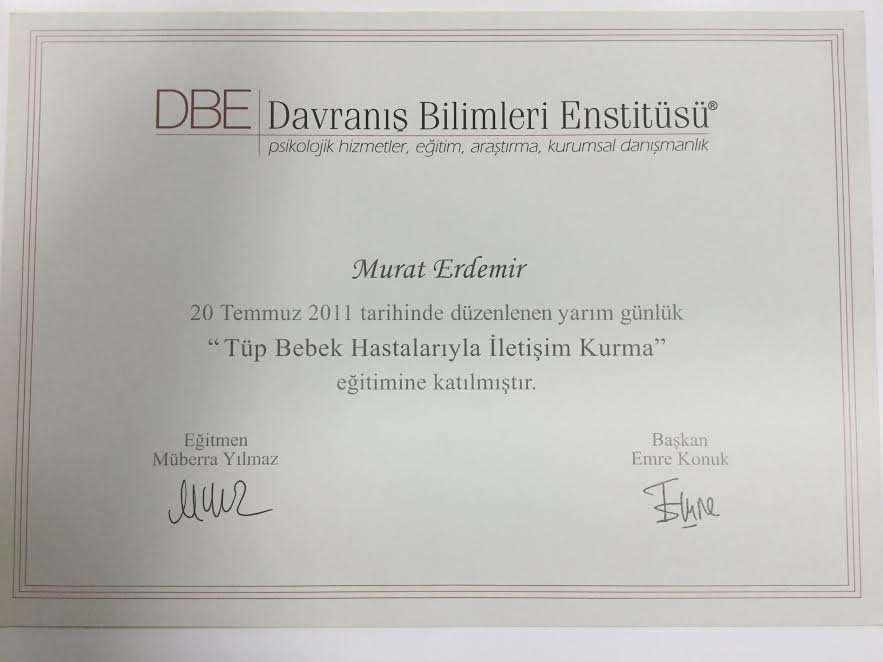 DBE Davranış Bilimleri Enstitüsü®
psikolojik hizmetler, eğitim, araştırma, kurumsal danışmanlık
Murat Erdemir
20 Temmuz 2011 tarihinde düzenlenen yarım günlük
“Tüp Bebek Hastalarıyla İletişim Kurma”
eğitimine katılmıştır.
Eğitmen
Müberra Yılmaz
Başkan
Emre Konuk
Emre